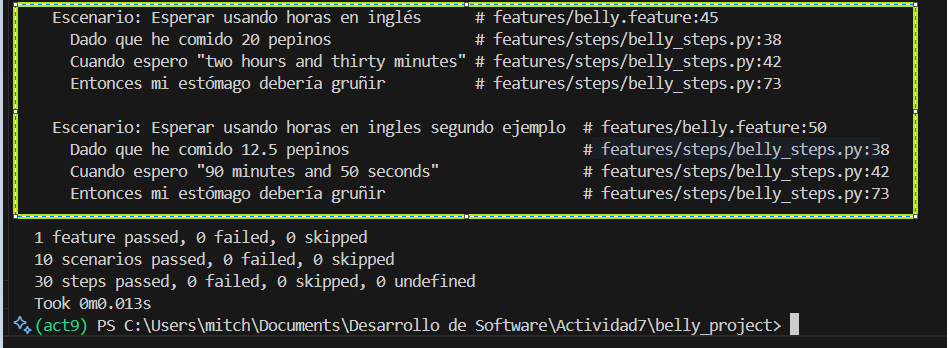 Escenario: Esperar usando horas en inglés # features/belly.feature:45
Dado que he comido 20 pepinos # features/steps/belly_steps.py:38
Cuando espero "two hours and thirty minutes" # features/steps/belly_steps.py:42
Entonces mi estómago debería gruñir # features/steps/belly_steps.py:73
Escenario: Esperar usando horas en ingles segundo ejemplo # features/belly.feature:50
Dado que he comido 12.5 pepinos # features/steps/belly_steps.py:38
Cuando espero "90 minutes and 50 seconds" # features/steps/belly_steps.py:42
Entonces mi estómago debería gruñir # features/steps/belly_steps.py:73
1 feature passed, 0 failed, 0 skipped
10 scenarios passed, 0 failed, 0 skipped
30 steps passed, 0 failed, 0 skipped, 0 undefined
Took 0m0.013s
(act9) PS C:\Users\mitch\Documents\Desarrollo de Software\Actividad7\belly_project>